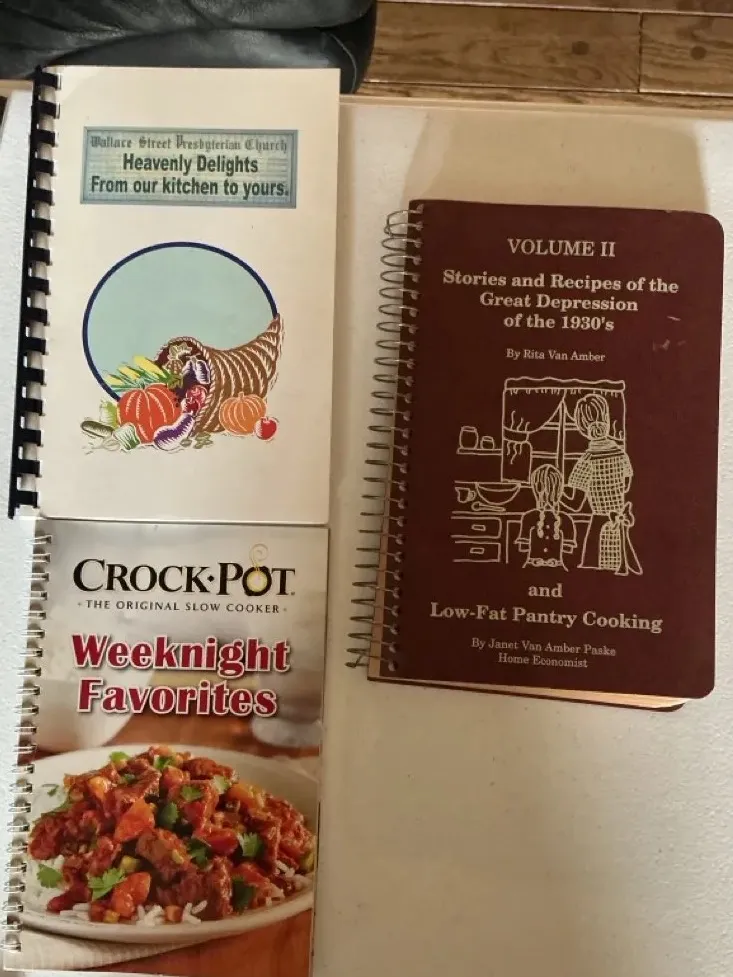 Wallace Street Presbyterian Church
Heavenly Delights
From our kitchen to yours.
CROCK·POT®
· THE ORIGINAL SLOW COOKER ·
Weeknight
Favorites
VOLUME II
Stories and Recipes of the
Great Depression
of the 1930's
By Rita Van Amber
and
Low-Fat Pantry Cooking
By Janet Van Amber Paske
Home Economist